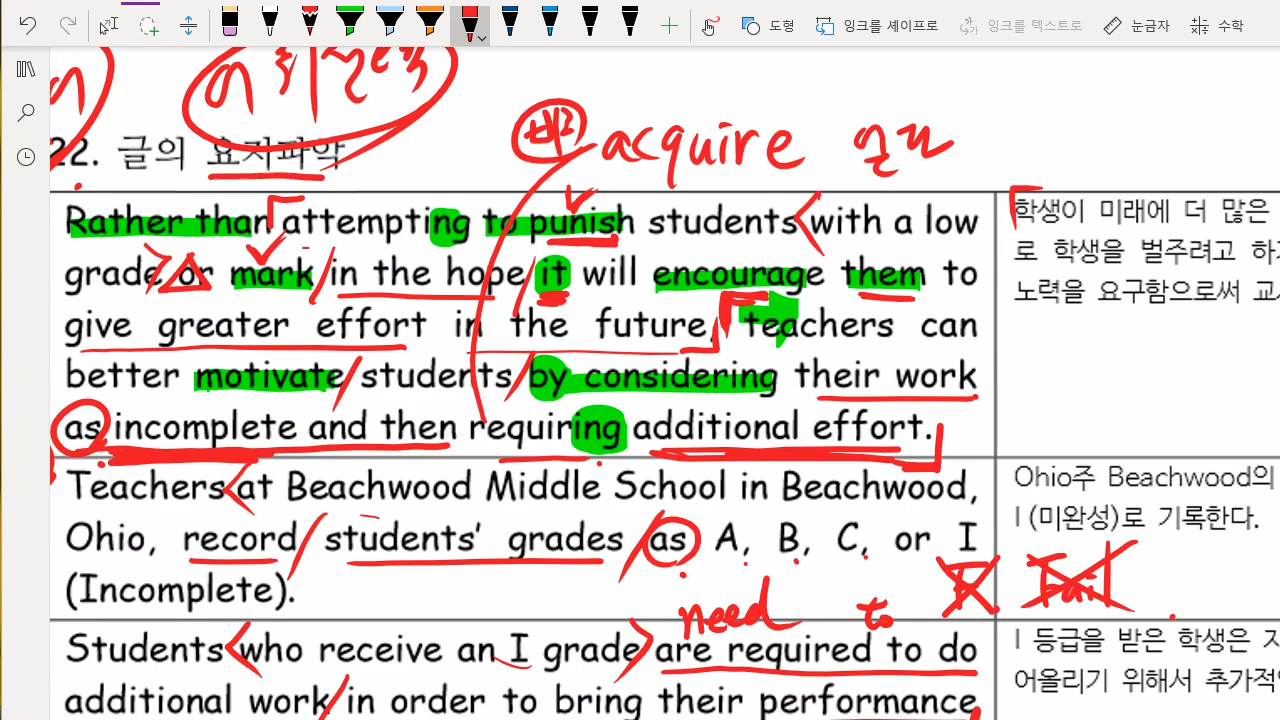 도형 잉크를 셰이프로 잉크를 텍스트로 눈금자 수학
어휘선택
22. 글의 요지파악
비교 acquire 얻다
Rather than attempting to punish students with a low
grade or mark in the hope it will encourage them to
give greater effort in the future, teachers can
better motivate students by considering their work
as incomplete and then requiring additional effort.
학생이 미래에 더 많은
로 학생을 벌주려고 하
노력을 요구함으로써 교
Teachers at Beachwood Middle School in Beachwood,
Ohio, record students' grades as A, B, C, or I
(Incomplete).
Ohio주 Beachwood의
I (미완성)로 기록한다.
F Fail
need to
Students who receive an I grade are required to do
additional work in order to bring their performance
I 등급을 받은 학생은
어올리기 위해서 추가적